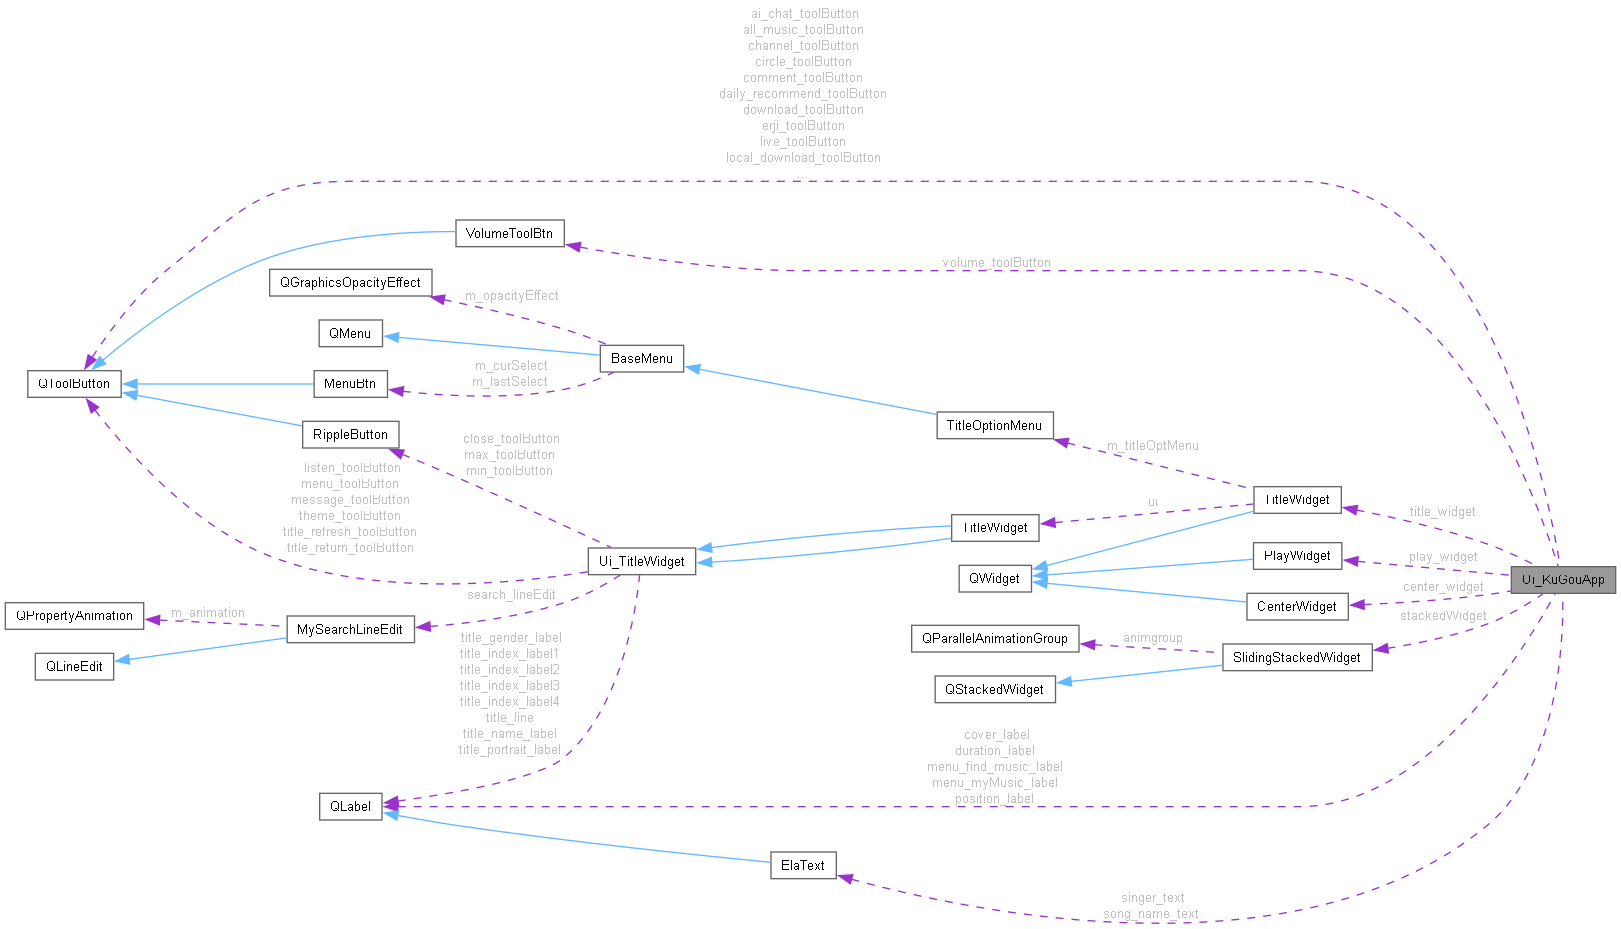 ai_chat_toolButton
all_music_toolButton
channel_toolButton
circle_toolButton
comment_toolButton
daily_recommend_toolButton
download_toolButton
erji_toolButton
live_toolButton
local_download_toolButton
...
VolumeToolBtn
volume_toolButton
QGraphicsOpacityEffect
m_opacityEffect
QMenu
BaseMenu
m_curSelect
m_lastSelect
QToolButton
MenuBtn
TitleOptionMenu
RippleButton
close_toolButton
max_toolButton
min_toolButton
m_titleOptMenu
listen_toolButton
menu_toolButton
message_toolButton
theme_toolButton
title_refresh_toolButton
title_return_toolButton
TitleWidget
ui
title_widget
TitleWidget
Ui_TitleWidget
PlayWidget
play_widget
QWidget
Ui_KuGouApp
center_widget
CenterWidget
search_lineEdit
stackedWidget
QPropertyAnimation
m_animation
MySearchLineEdit
QLineEdit
QParallelAnimationGroup
animgroup
SlidingStackedWidget
QStackedWidget
title_gender_label
title_index_label1
title_index_label2
title_index_label3
title_index_label4
title_line
title_name_label
title_portrait_label
cover_label
duration_label
menu_find_music_label
menu_myMusic_label
position_label
QLabel
ElaText
singer_text
song_name_text